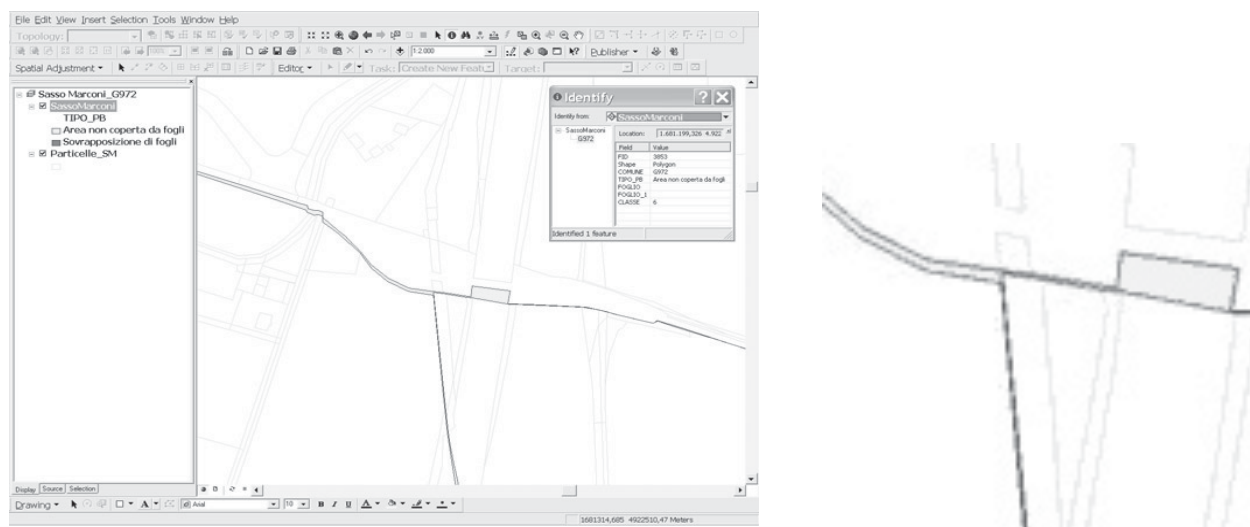 File Edit View Insert Selection Tools Window Help
Topology:
100% 1:2.000 Publisher
Spatial Adjustment Editor Task: Create New Feat Target:
Sasso Marconi_G972
SassoMarconi
TIPO_PB
Area non coperta da fogli
Sovrapposizione di fogli
Particelle_SM
Identify
Identify from: SassoMarconi
SassoMarconi
G972
Location: 1.681.199,326 4.922
Field Value
FID 3853
Shape Polygon
COMUNE G972
TIPO_PB Area non coperta da fogli
FOGLIO
FOGLIO_1
CLASSE 6
Identified 1 feature
Display Source Selection
Drawing A Arial 10 B I U A
1681314,685 4922510,47 Meters